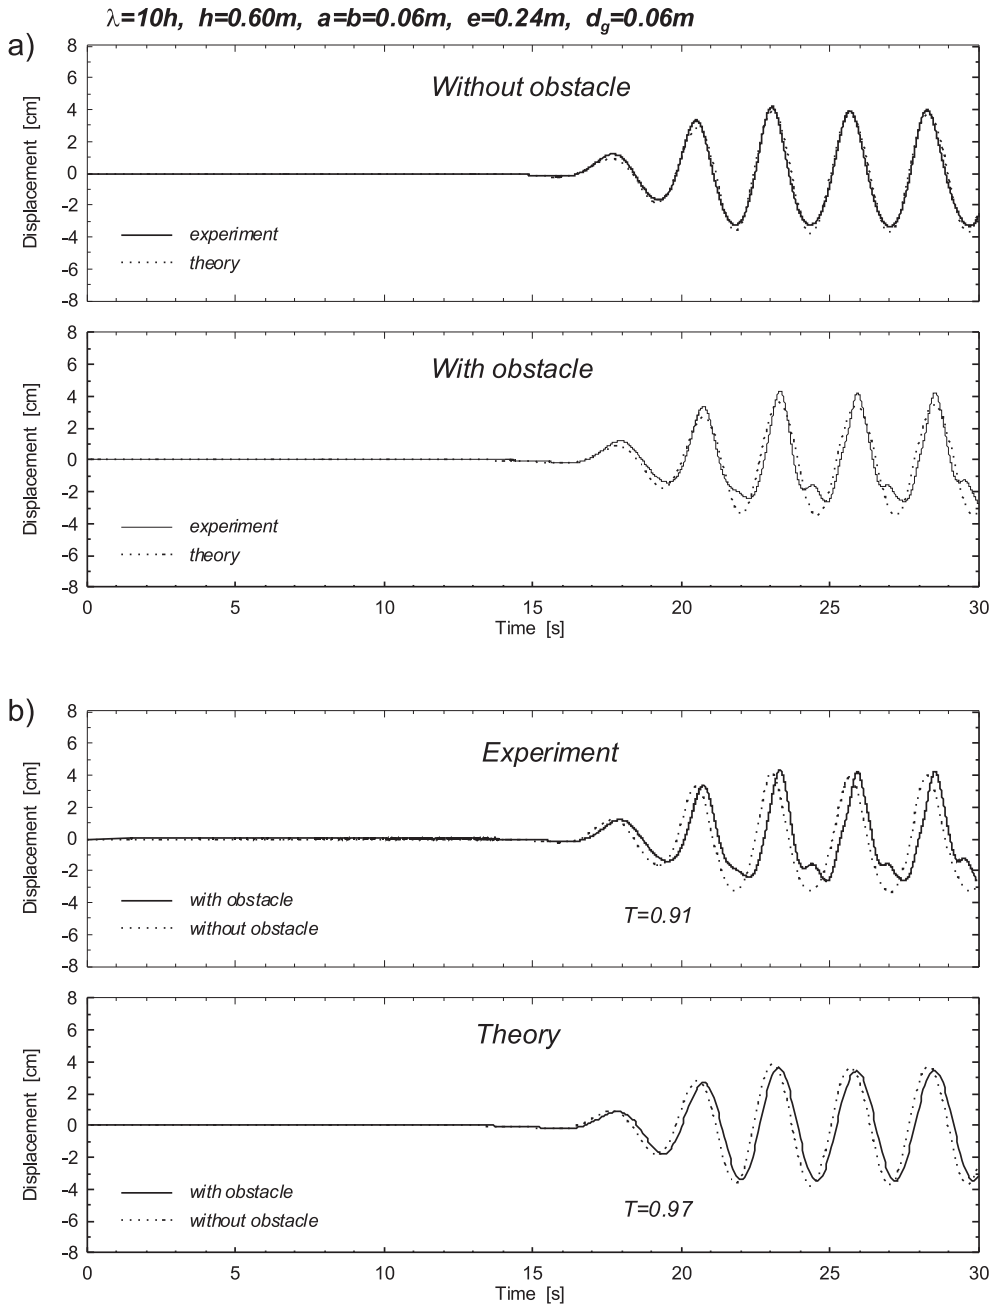 λ=10h, h=0.60m, a=b=0.06m, e=0.24m, dg=0.06m
a)
Displacement [cm]
8
6
4
2
0
-2
-4
-6
-8
Without obstacle
experiment
theory
Displacement [cm]
8
6
4
2
0
-2
-4
-6
-8
With obstacle
experiment
theory
0 5 10 15 20 25 30
Time [s]
b)
Displacement [cm]
8
6
4
2
0
-2
-4
-6
-8
Experiment
with obstacle
without obstacle
T=0.91
Displacement [cm]
8
6
4
2
0
-2
-4
-6
-8
Theory
with obstacle
without obstacle
T=0.97
0 5 10 15 20 25 30
Time [s]